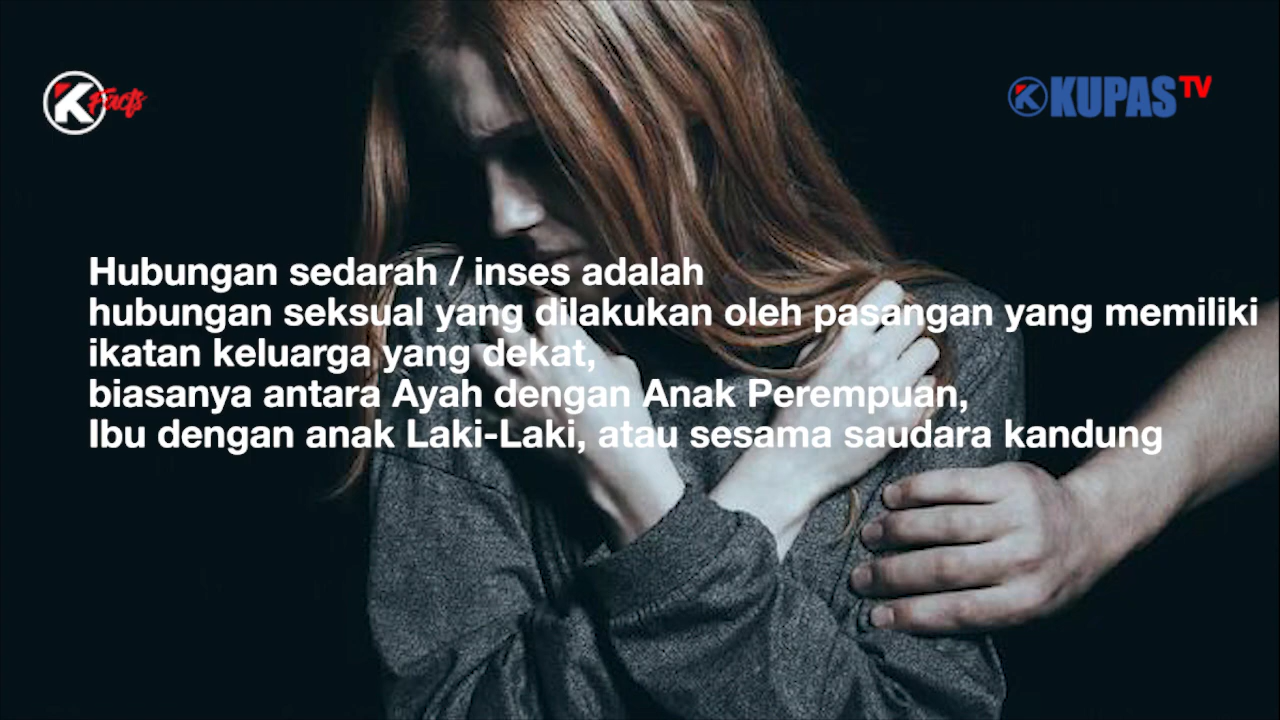 K Facts
KUPAS TV
Hubungan sedarah / inses adalah
hubungan seksual yang dilakukan oleh pasangan yang memiliki
ikatan keluarga yang dekat,
biasanya antara Ayah dengan Anak Perempuan,
Ibu dengan anak Laki-Laki, atau sesama saudara kandung